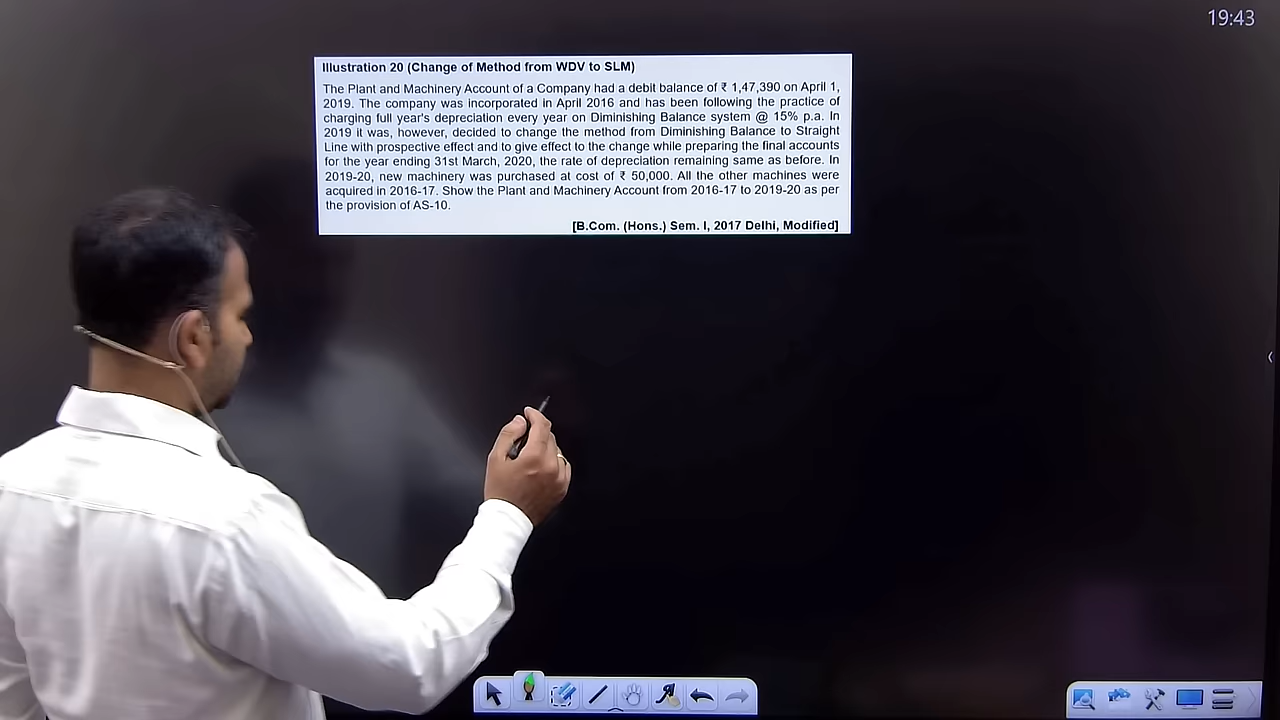 19:43
Illustration 20 (Change of Method from WDV to SLM)
The Plant and Machinery Account of a Company had a debit balance of ₹ 1,47,390 on April 1,
2019. The company was incorporated in April 2016 and has been following the practice of
charging full year's depreciation every year on Diminishing Balance system @ 15% p.a. In
2019 it was, however, decided to change the method from Diminishing Balance to Straight
Line with prospective effect and to give effect to the change while preparing the final accounts
for the year ending 31st March, 2020, the rate of depreciation remaining same as before. In
2019-20, new machinery was purchased at cost of ₹ 50,000. All the other machines were
acquired in 2016-17. Show the Plant and Machinery Account from 2016-17 to 2019-20 as per
the provision of AS-10.
[B.Com. (Hons.) Sem. I, 2017 Delhi, Modified]